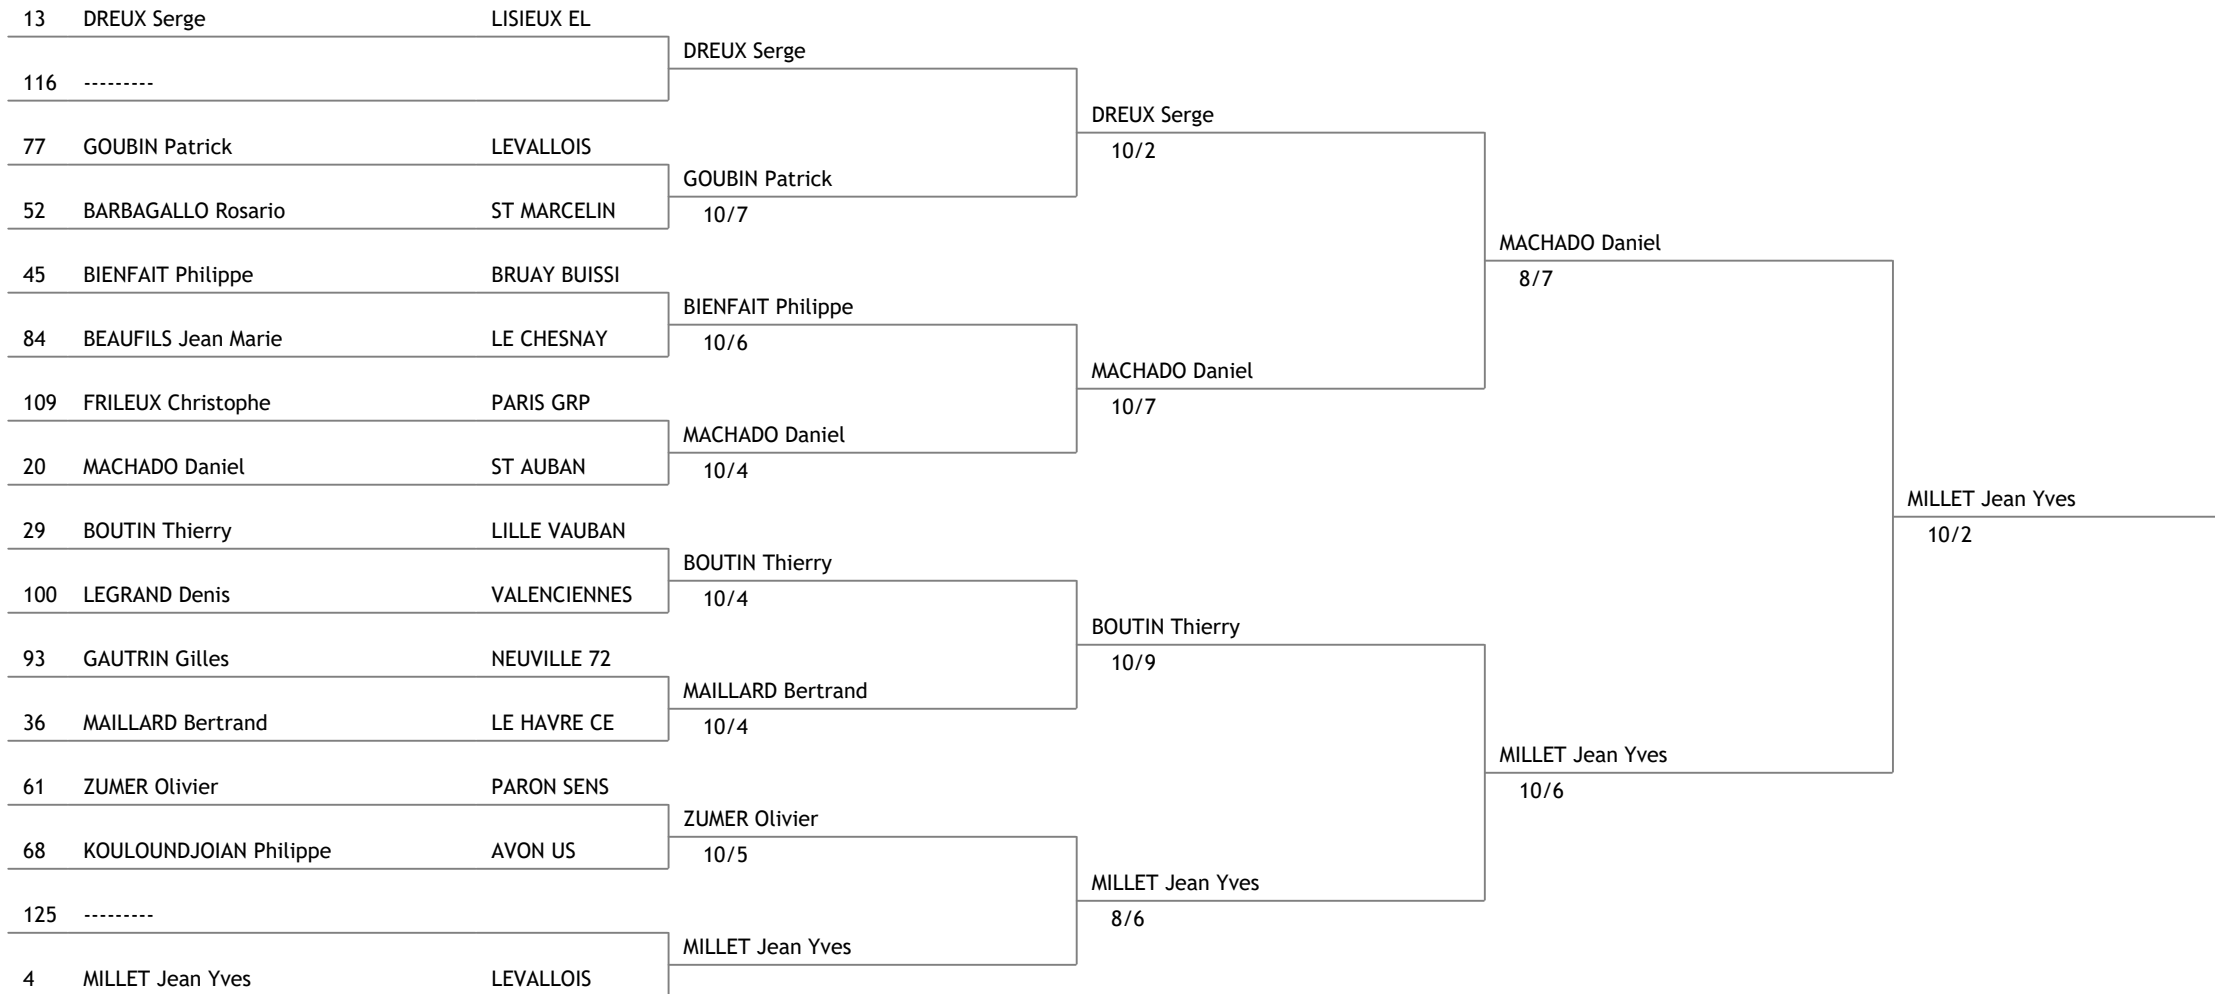 13 DREUX Serge LISIEUX EL
DREUX Serge
116 ---------
DREUX Serge
10/2
77 GOUBIN Patrick LEVALLOIS
GOUBIN Patrick
10/7
52 BARBAGALLO Rosario ST MARCELIN
MACHADO Daniel
8/7
45 BIENFAIT Philippe BRUAY BUISSI
BIENFAIT Philippe
10/6
84 BEAUFILS Jean Marie LE CHESNAY
MACHADO Daniel
10/7
109 FRILEUX Christophe PARIS GRP
MACHADO Daniel
10/4
20 MACHADO Daniel ST AUBAN
MILLET Jean Yves
10/2
29 BOUTIN Thierry LILLE VAUBAN
BOUTIN Thierry
10/4
100 LEGRAND Denis VALENCIENNES
BOUTIN Thierry
10/9
93 GAUTRIN Gilles NEUVILLE 72
MAILLARD Bertrand
10/4
36 MAILLARD Bertrand LE HAVRE CE
MILLET Jean Yves
10/6
61 ZUMER Olivier PARON SENS
ZUMER Olivier
10/5
68 KOULOUNDJOIAN Philippe AVON US
MILLET Jean Yves
8/6
125 ---------
MILLET Jean Yves
4 MILLET Jean Yves LEVALLOIS